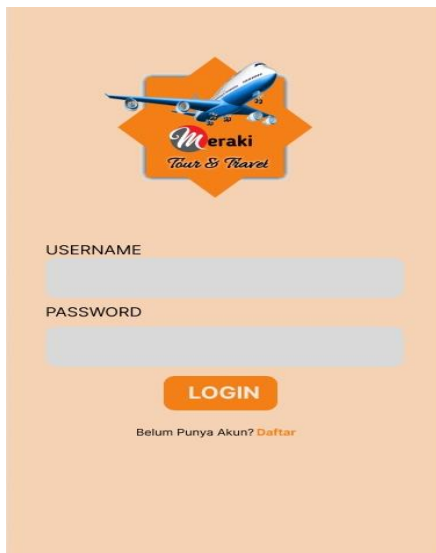 Meraki
Tour & Travel
USERNAME
PASSWORD
LOGIN
Belum Punya Akun? Daftar